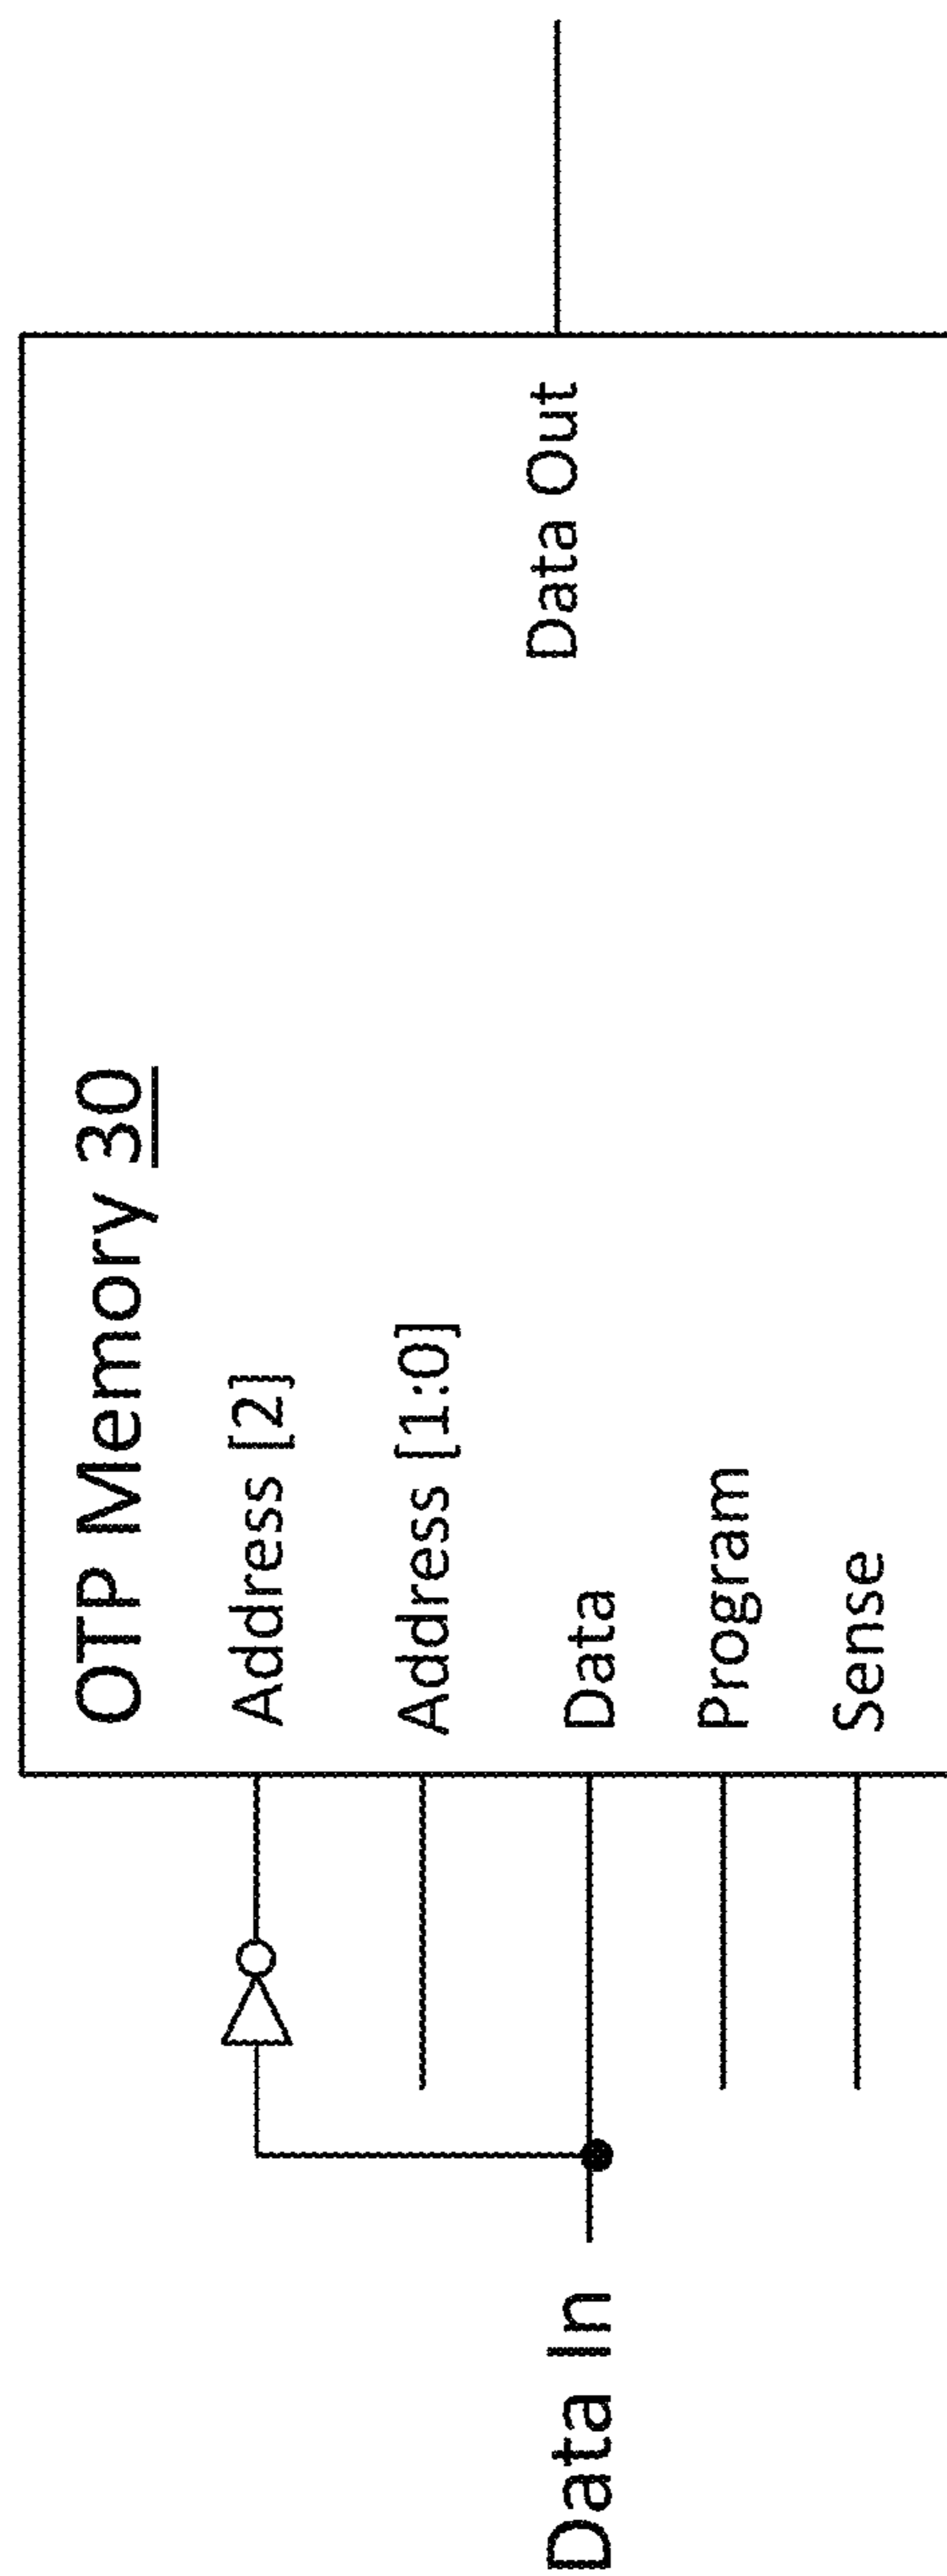 OTP Memory 30
Address [2]
Address [1:0]
Data
Program
Sense
Data Out
Data In